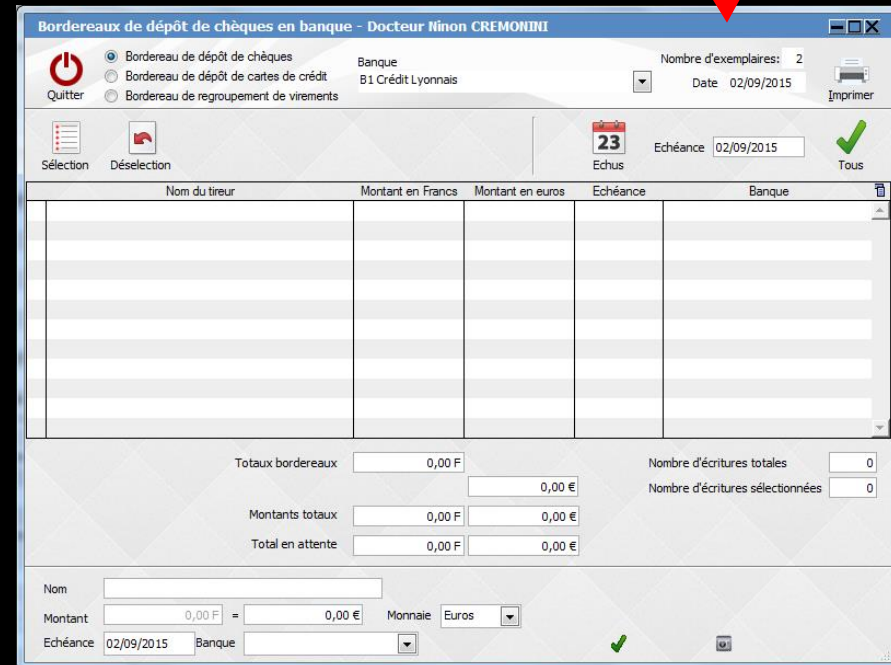 Bordereaux de dépôt de chèques en banque - Docteur Ninon CREMONINI
Bordereau de dépôt de chèques
Bordereau de dépôt de cartes de crédit
Bordereau de regroupement de virements
Quitter
Banque
B1 Crédit Lyonnais
Nombre d'exemplaires: 2
Date 02/09/2015
Imprimer
Sélection
Déselection
23
Echus
Echéance 02/09/2015
Tous
Nom du tireur Montant en Francs Montant en euros Echéance Banque
Totaux bordereaux 0,00 F
0,00 €
Nombre d'écritures totales 0
Nombre d'écritures sélectionnées 0
Montants totaux 0,00 F 0,00 €
Total en attente 0,00 F 0,00 €
Nom
Montant 0,00 F = 0,00 € Monnaie Euros
Echéance 02/09/2015 Banque